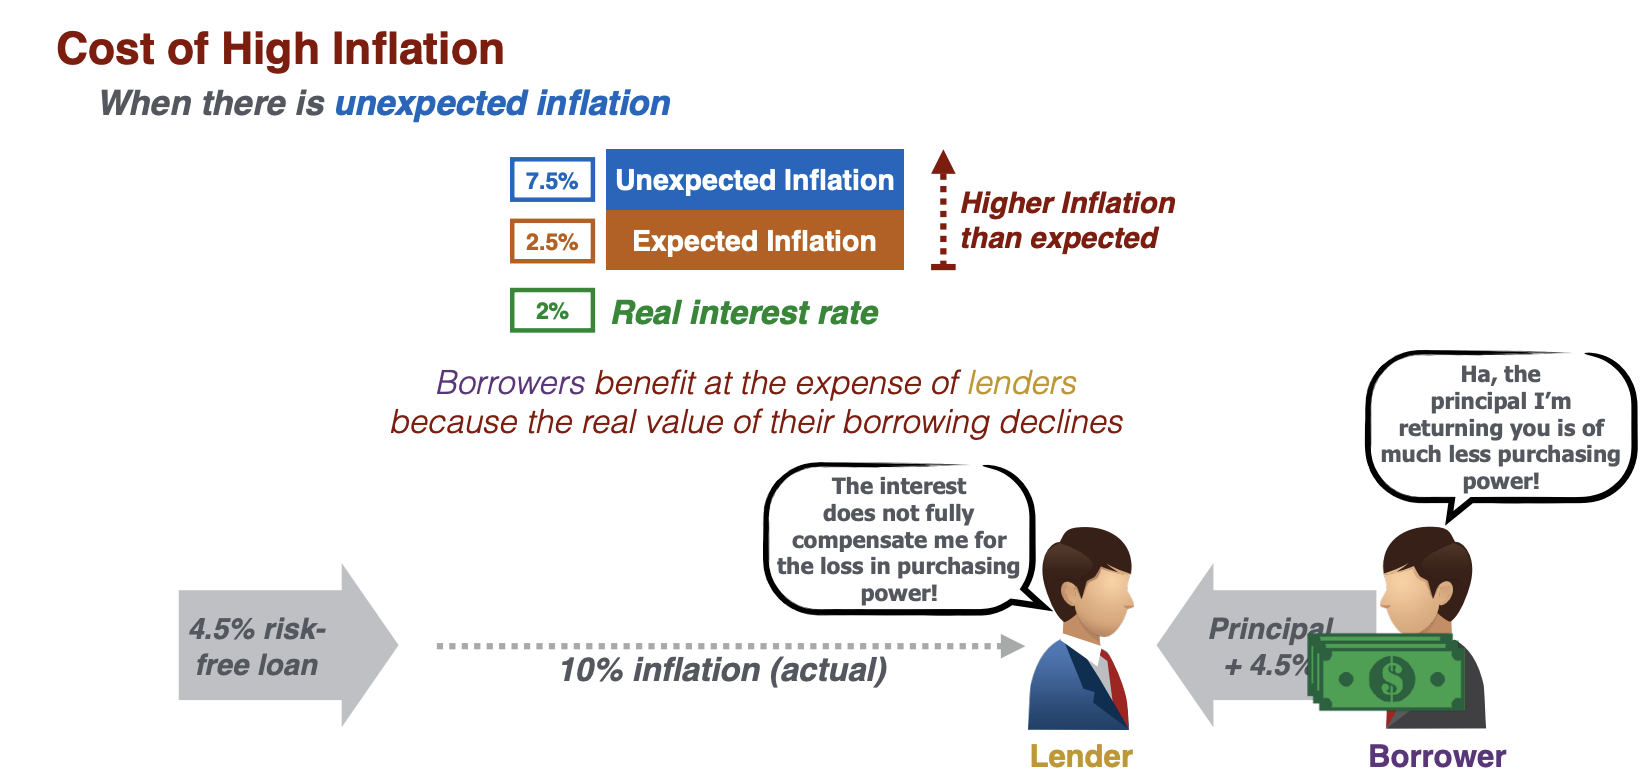 Cost of High Inflation
When there is unexpected inflation
7.5%
Unexpected Inflation
2.5%
Expected Inflation
Higher Inflation
than expected
2%
Real interest rate
Borrowers benefit at the expense of lenders
because the real value of their borrowing declines
Ha, the
principal I’m
returning you is of
much less purchasing
power!
The interest
does not fully
compensate me for
the loss in purchasing
power!
4.5% risk-
free loan
10% inflation (actual)
Principal
+ 4.5%
$
Lender
Borrower